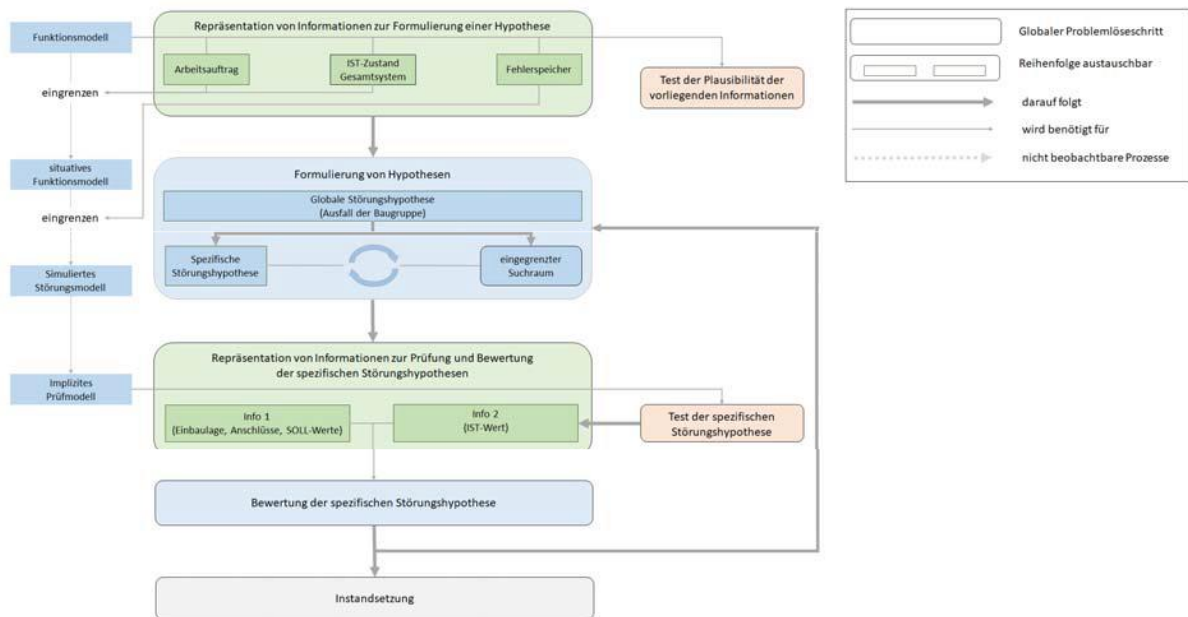 Repräsentation von Informationen zur Formulierung einer Hypothese
Funktionsmodell
Arbeitsauftrag
IST-Zustand
Gesamtsystem
Fehlerspeicher
Test der Plausibilität der
vorliegenden Informationen
eingrenzen
situatives
Funktionsmodell
Formulierung von Hypothesen
Globale Störungshypothese
(Ausfall der Baugruppe)
eingrenzen
Spezifische
Störungshypothese
eingegrenzter
Suchraum
Simuliertes
Störungsmodell
Repräsentation von Informationen zur Prüfung und Bewertung
der spezifischen Störungshypothesen
Implizites
Prüfmodell
Info 1
(Einbaulage, Anschlüsse, SOLL-Werte)
Info 2
(IST-Wert)
Test der spezifischen
Störungshypothese
Bewertung der spezifischen Störungshypothese
Instandsetzung
Globaler Problemlöseschritt
Reihenfolge austauschbar
darauf folgt
wird benötigt für
nicht beobachtbare Prozesse